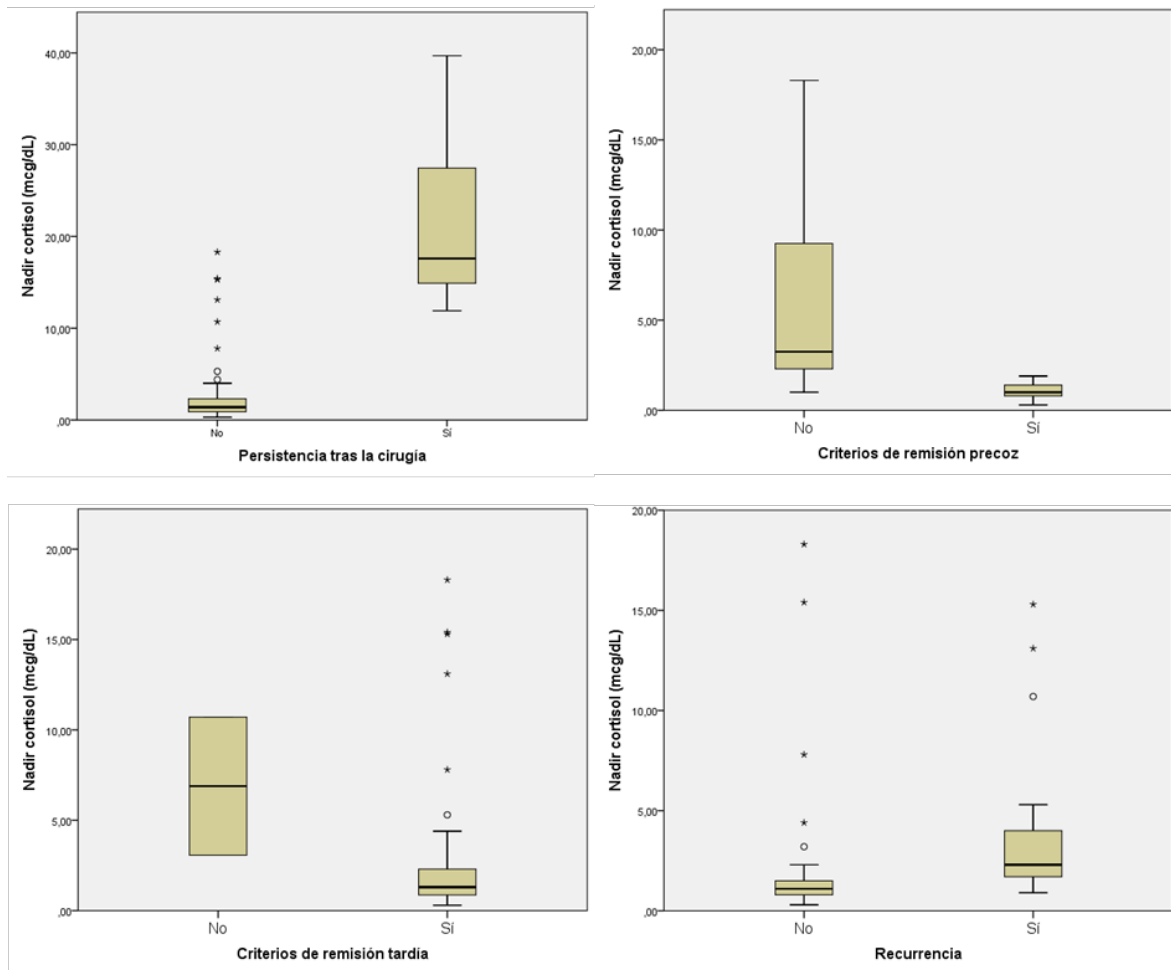 40,00
30,00
20,00
10,00
,00
Nadir cortisol (mcg/dL)
No
Sí
Persistencia tras la cirugía
20,00
15,00
10,00
5,00
,00
Nadir cortisol (mcg/dL)
No
Sí
Criterios de remisión precoz
20,00
15,00
10,00
5,00
,00
Nadir cortisol (mcg/dL)
No
Sí
Criterios de remisión tardía
20,00
15,00
10,00
5,00
,00
Nadir cortisol (mcg/dL)
No
Sí
Recurrencia